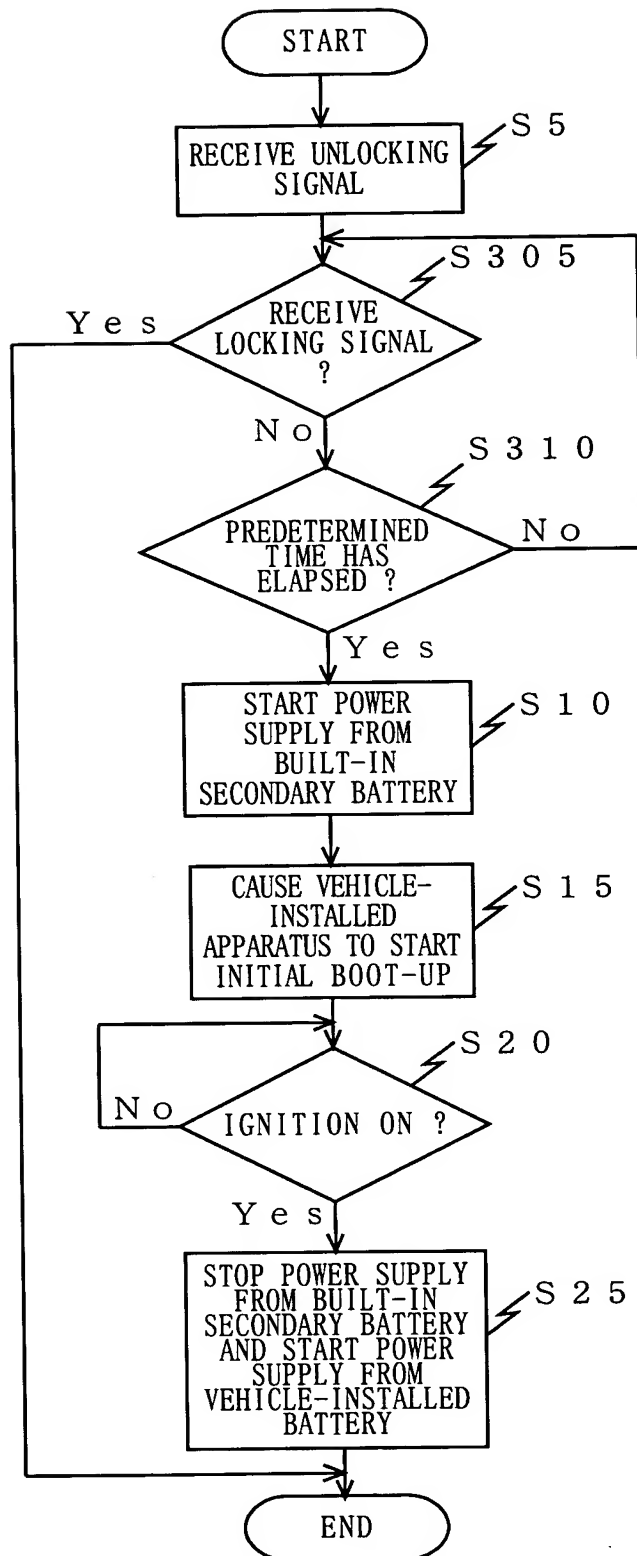 START
S5
RECEIVE UNLOCKING
SIGNAL
S305
Yes
RECEIVE
LOCKING SIGNAL
?
No
S310
PREDETERMINED
TIME HAS
ELAPSED ?
No
Yes
START POWER
SUPPLY FROM
BUILT-IN
SECONDARY BATTERY
S10
CAUSE VEHICLE-
INSTALLED
APPARATUS TO START
INITIAL BOOT-UP
S15
S20
No
IGNITION ON ?
Yes
STOP POWER SUPPLY
FROM BUILT-IN
SECONDARY BATTERY
AND START POWER
SUPPLY FROM
VEHICLE-INSTALLED
BATTERY
S25
END